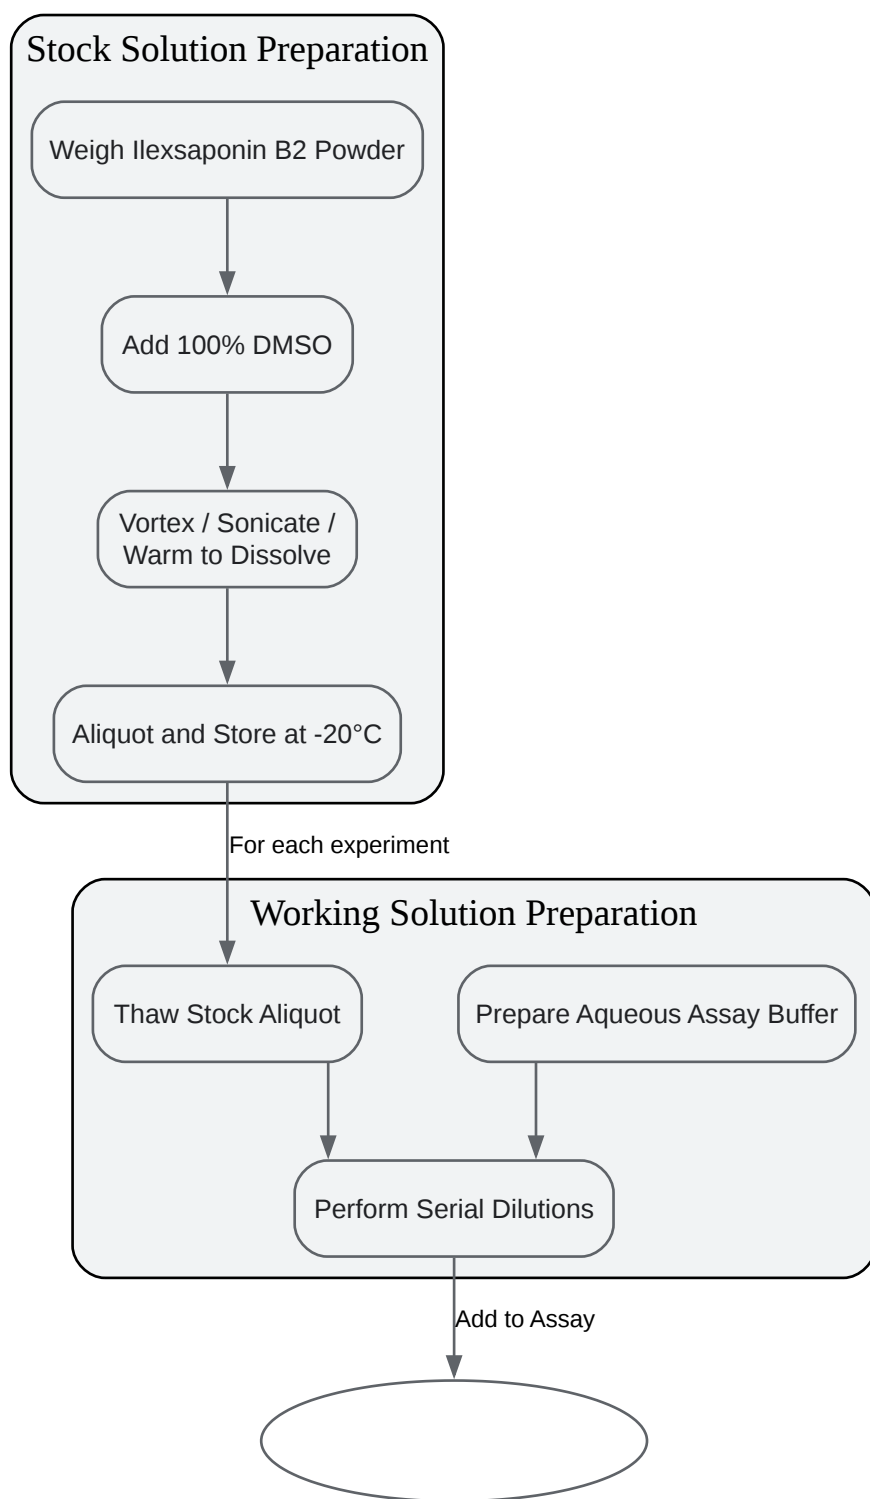 Stock Solution Preparation
Weigh Ilexsaponin B2 Powder
Add 100% DMSO
Vortex / Sonicate /
Warm to Dissolve
Aliquot and Store at -20°C
For each experiment
Working Solution Preparation
Thaw Stock Aliquot
Prepare Aqueous Assay Buffer
Perform Serial Dilutions
Add to Assay